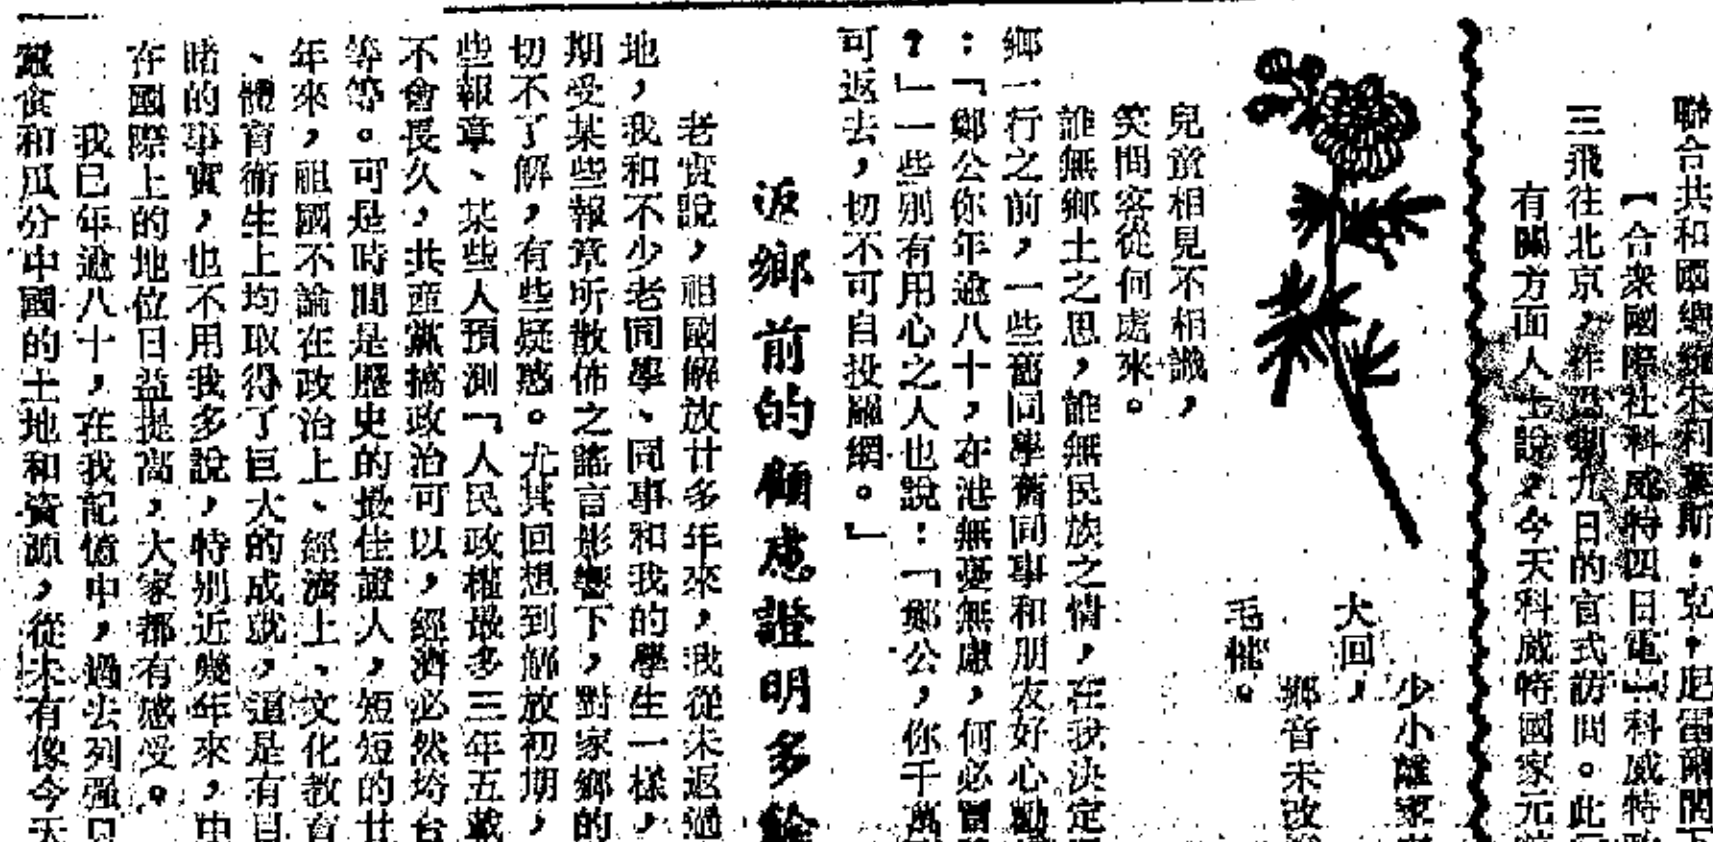 聯合共和國總統朱利葉斯·克·尼雷爾閣下
【合衆國際社科威特四日電】科威特
三飛往北京，作爲期九日的官式訪問。此
有關方面人士說，今天科威特國家元
少小離家
大回，
鄉音未改
毛催。
兒童相見不相識，
笑問客從何處來。
誰無鄉土之思，誰無民族之情，在我決定
鄉一行之前，一些舊同學舊同事和朋友好心勸
：「鄉公你年逾八十，在港無憂無慮，何必冒
？」一些別有用心之人也說：「鄉公，你千萬
可返去，切不可自投羅網。」
返鄉前的顧慮證明多餘
老實說，祖國解放廿多年來，我從未返過
地，我和不少老同學、同事和我的學生一樣，
期受某些報章所散佈之謠言影響下，對家鄉的
切不了解，有些疑惑。尤其回想到解放初期，
些報章、某些人預測「人民政權最多三年五載
不會長久，共產黨搞政治可以，經濟必然垮台
等等。可是時間是歷史的最佳證人，短短的廿
年來，祖國不論在政治上、經濟上、文化教育
、體育衞生上均取得了巨大的成就，這是有目
睹的事實，也不用我多說，特別近幾年來，中
在國際上的地位日益提高，大家都有感受。
我已年逾八十，在我記憶中，過去列强只
蠶食和瓜分中國的土地和資源，從未有像今天